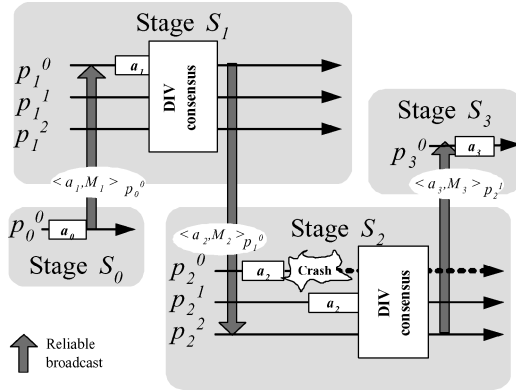 Stage S1
p1^0
a1
p1^1
p1^2
DIV consensus
Stage S3
p3^0
a3
< a1, M1 > p0^0
< a3, M3 > p2^1
p0^0
a0
Stage S0
< a2, M2 > p1^0
Stage S2
p2^0
a2
Crash
p2^1
a2
p2^2
DIV consensus
Reliable
broadcast